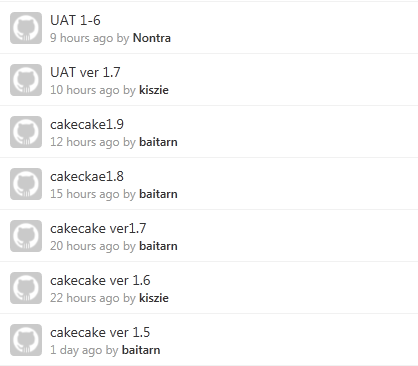 UAT 1-6
9 hours ago by Nontra
UAT ver 1.7
10 hours ago by kiszie
cakecake1.9
12 hours ago by baitarn
cakeckae1.8
15 hours ago by baitarn
cakecake ver1.7
20 hours ago by baitarn
cakecake ver 1.6
22 hours ago by kiszie
cakecake ver 1.5
1 day ago by baitarn